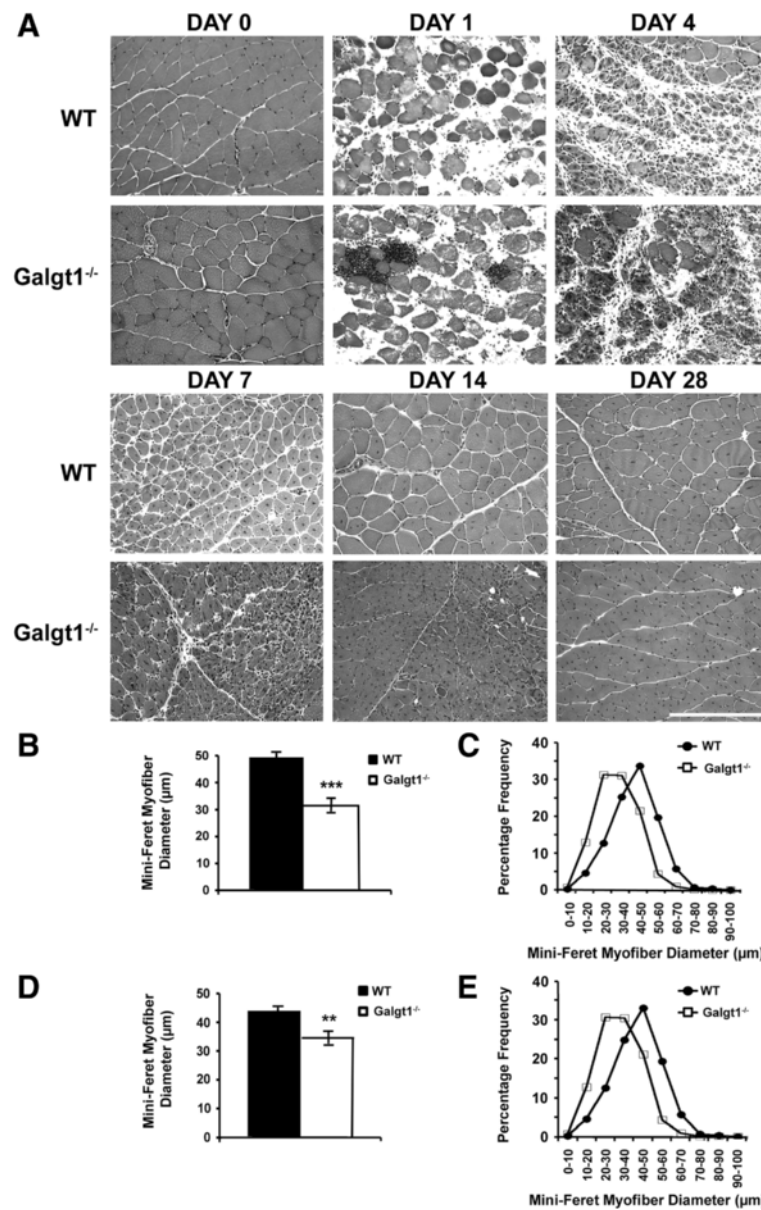 A
DAY 0 DAY 1 DAY 4
WT
Galgt1-/-
DAY 7 DAY 14 DAY 28
WT
Galgt1-/-
B
Mini-Feret Myofiber
Diameter (µm)
50
40
30
20
10
0
***
WT
Galgt1-/-
C
Percentage Frequency
40
30
20
10
0
WT
Galgt1-/-
0-10
10-20
20-30
30-40
40-50
50-60
60-70
70-80
80-90
90-100
Mini-Feret Myofiber Diameter (µm)
D
Mini-Feret Myofiber
Diameter (µm)
50
40
30
20
10
0
**
WT
Galgt1-/-
E
Percentage Frequency
40
30
20
10
0
WT
Galgt1-/-
0-10
10-20
20-30
30-40
40-50
50-60
60-70
70-80
80-90
90-100
Mini-Feret Myofiber Diameter (µm)